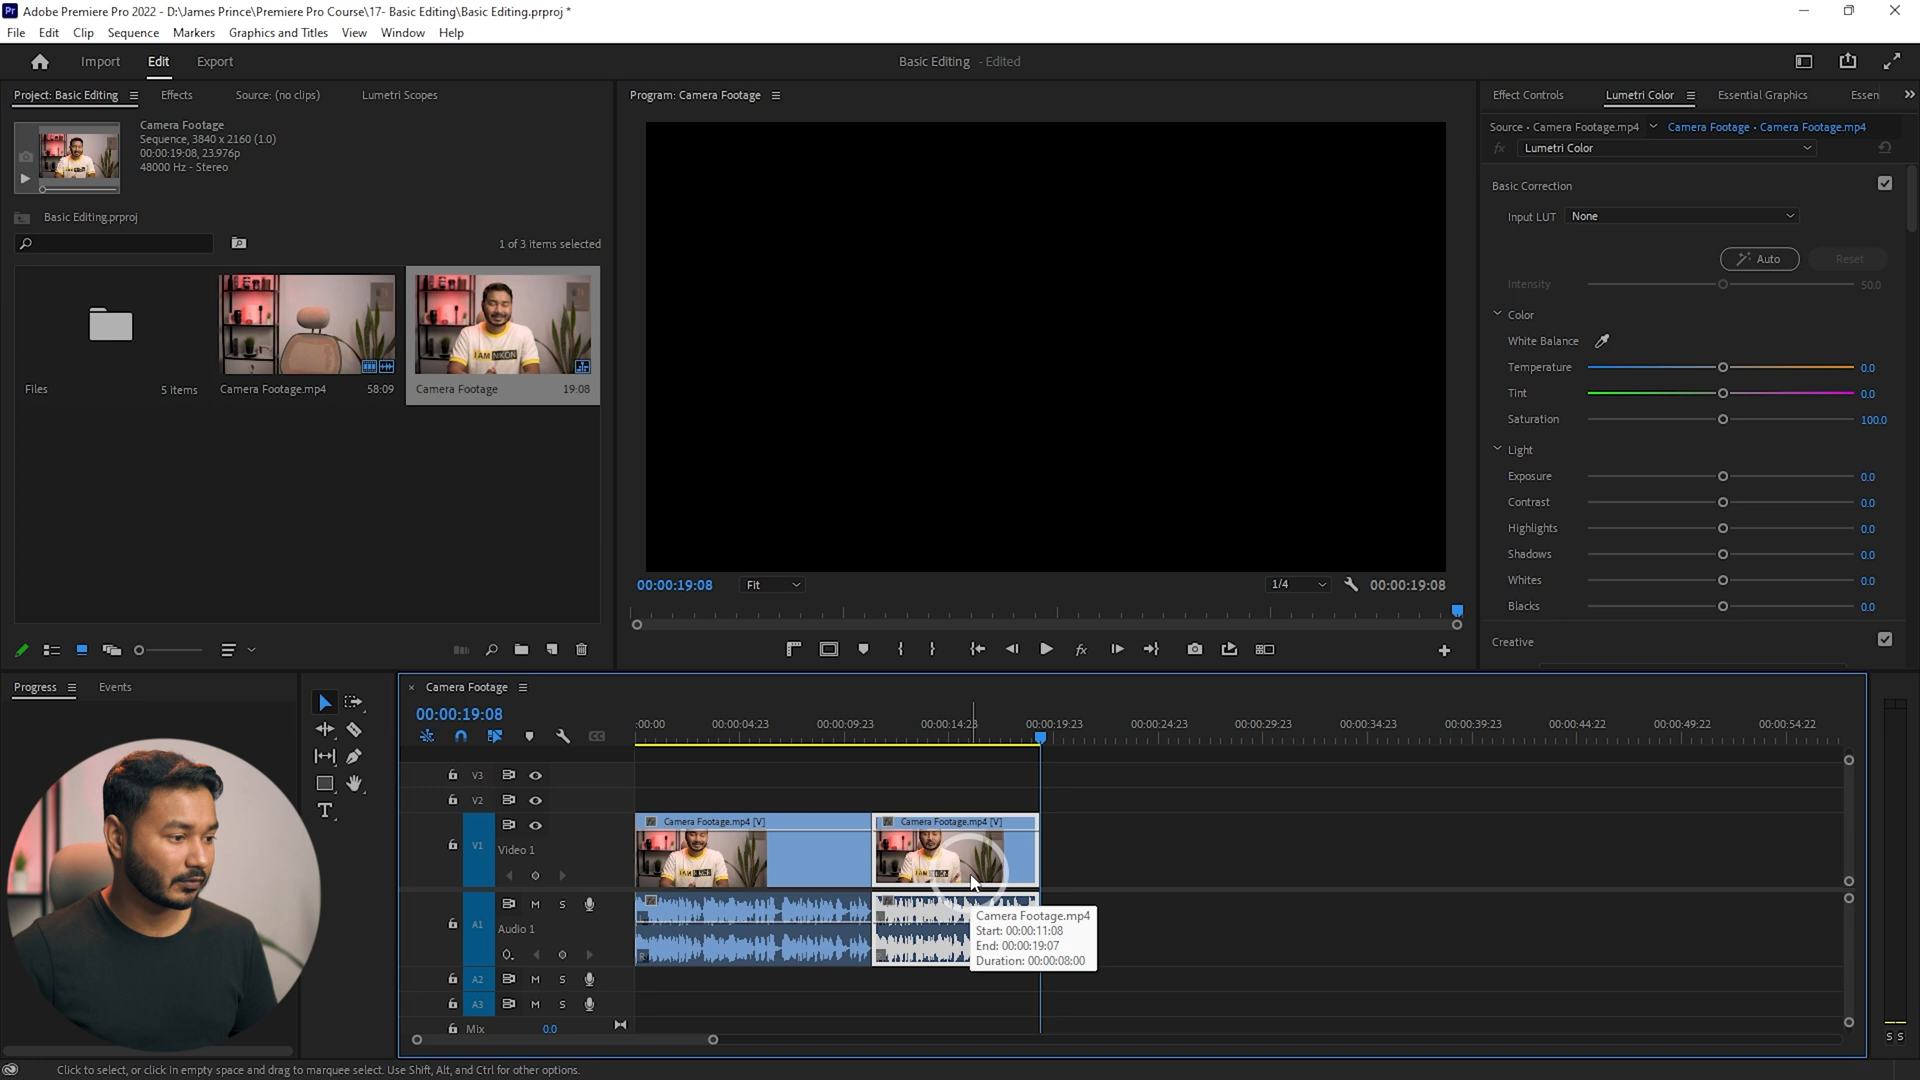 Pr Adobe Premiere Pro 2022 - D:\James Prince\Premiere Pro Course\17- Basic Editing\Basic Editing.prproj *
File Edit Clip Sequence Markers Graphics and Titles View Window Help
Import Edit Export Basic Editing - Edited
Project: Basic Editing Effects Source: (no clips) Lumetri Scopes
Program: Camera Footage
Effect Controls Lumetri Color Essential Graphics Essen
Camera Footage
Sequence, 3840 x 2160 (1.0)
00:00:19:08, 23.976p
48000 Hz - Stereo
Source • Camera Footage.mp4 Camera Footage • Camera Footage.mp4
fx Lumetri Color
Basic Correction
Input LUT None
Auto Reset
Intensity 50.0
Color
White Balance
Temperature 0.0
Tint 0.0
Saturation 100.0
Light
Exposure 0.0
Contrast 0.0
Highlights 0.0
Shadows 0.0
Whites 0.0
Blacks 0.0
Creative
Basic Editing.prproj
1 of 3 items selected
I AM NKON
Files 5 items Camera Footage.mp4 58:09 Camera Footage 19:08
00:00:19:08 Fit 1/4 00:00:19:08
fx
Progress Events
Camera Footage
00:00:19:08
:00:00 00:00:04:23 00:00:09:23 00:00:14:23 00:00:19:23 00:00:24:23 00:00:29:23 00:00:34:23 00:00:39:23 00:00:44:22 00:00:49:22 00:00:54:22
CC
T
V3
V2
V1 Video 1
Camera Footage.mp4 [V] Camera Footage.mp4 [V]
A1 M S
Audio 1
R
Camera Footage.mp4
Start: 00:00:11:08
End: 00:00:19:07
Duration: 00:00:08:00
A2 M S
A3 M S
Mix 0.0
S S
Click to select, or click in empty space and drag to marquee select. Use Shift, Alt, and Ctrl for other options.